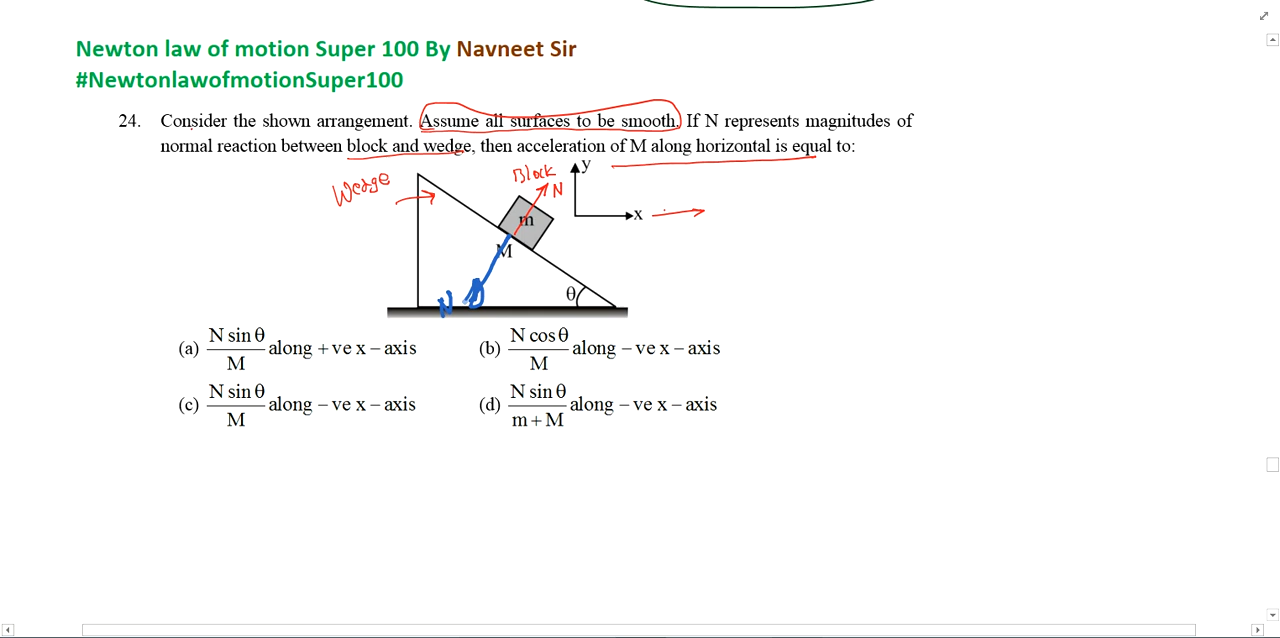 Newton law of motion Super 100 By Navneet Sir
#NewtonlawofmotionSuper100
24. Consider the shown arrangement. Assume all surfaces to be smooth. If N represents magnitudes of
normal reaction between block and wedge, then acceleration of M along horizontal is equal to:
Wedge
Block
N
y
x
m
M
N
θ
(a) N sin θ / M along + ve x – axis
(b) N cos θ / M along – ve x – axis
(c) N sin θ / M along – ve x – axis
(d) N sin θ / m + M along – ve x – axis